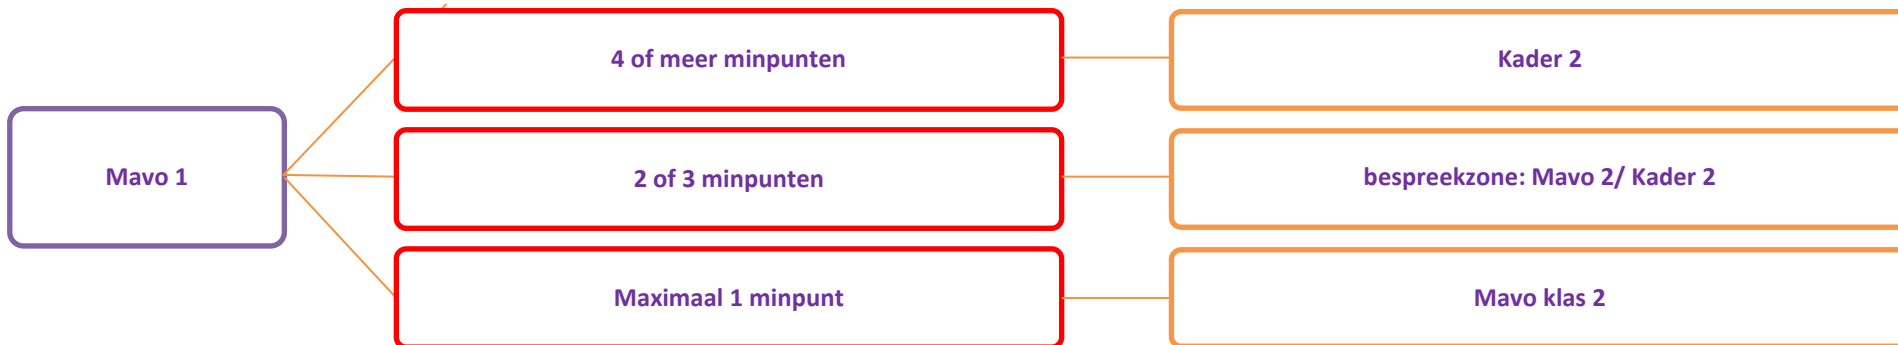 4 of meer minpunten
Kader 2
Mavo 1
2 of 3 minpunten
bespreekzone: Mavo 2/ Kader 2
Maximaal 1 minpunt
Mavo klas 2